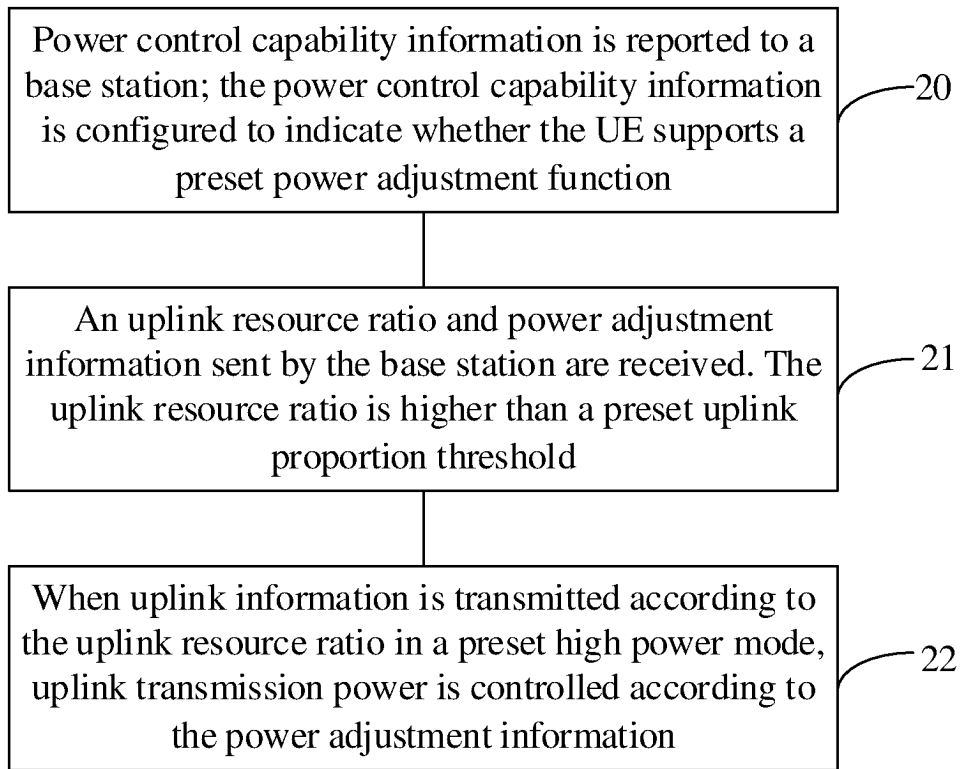 Power control capability information is reported to a
base station; the power control capability information
is configured to indicate whether the UE supports a
preset power adjustment function
20
An uplink resource ratio and power adjustment
information sent by the base station are received. The
uplink resource ratio is higher than a preset uplink
proportion threshold
21
When uplink information is transmitted according to
the uplink resource ratio in a preset high power mode,
uplink transmission power is controlled according to
the power adjustment information
22